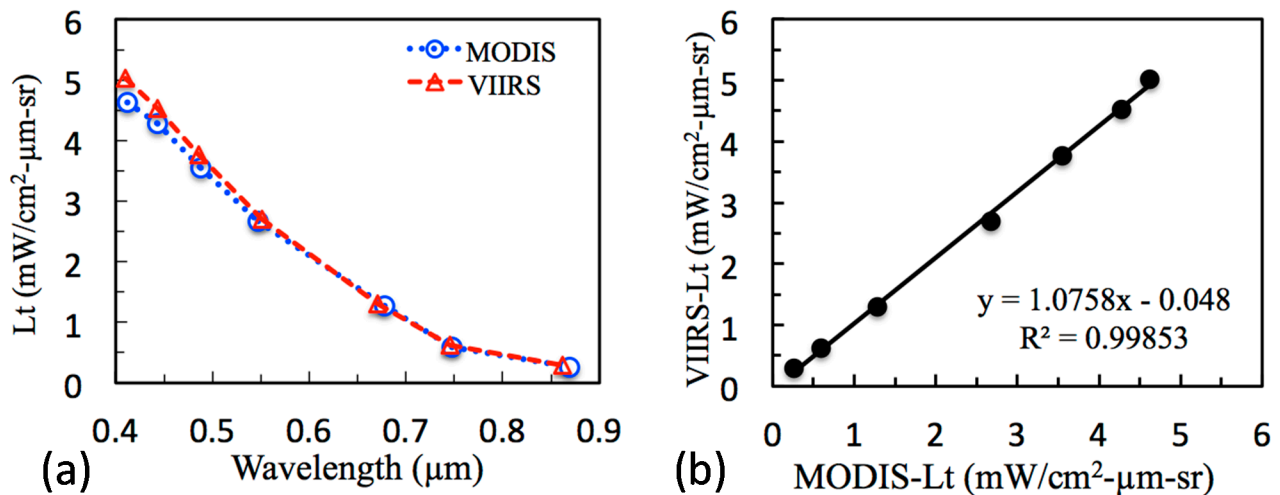 Lt (mW/cm²-µm-sr)
6
5
4
3
2
1
0
MODIS
VIIRS
0.4 0.5 0.6 0.7 0.8 0.9
Wavelength (µm)
(a)
VIIRS-Lt (mW/cm²-µm-sr)
6
5
4
3
2
1
0
y = 1.0758x - 0.048
R² = 0.99853
0 1 2 3 4 5 6
MODIS-Lt (mW/cm²-µm-sr)
(b)